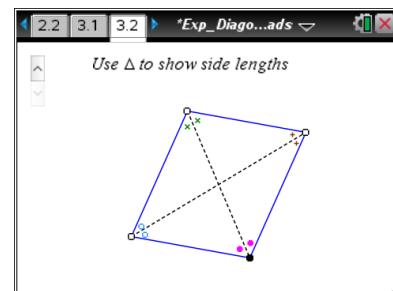 2.2 3.1 3.2 *Exp_Diago...ads
Use Δ to show side lengths